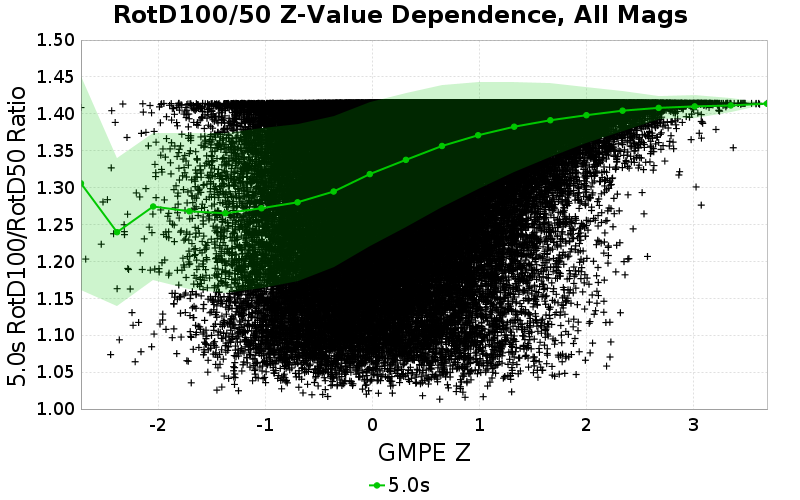 RotD100/50 Z-Value Dependence, All Mags
5.0s RotD100/RotD50 Ratio
1.50
1.45
1.40
1.35
1.30
1.25
1.20
1.15
1.10
1.05
1.00
-2 -1 0 1 2 3
GMPE Z
5.0s